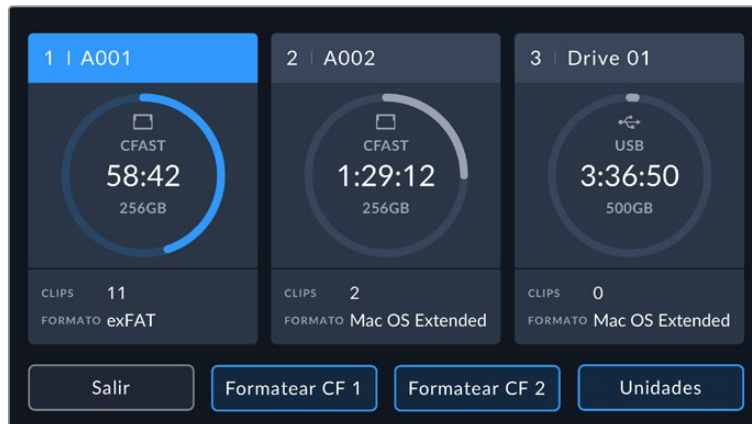 1 | A001
CFAST
58:42
256GB
CLIPS 11
FORMATO exFAT
2 | A002
CFAST
1:29:12
256GB
CLIPS 2
FORMATO Mac OS Extended
3 | Drive 01
USB
3:36:50
500GB
CLIPS 0
FORMATO Mac OS Extended
Salir
Formatear CF 1
Formatear CF 2
Unidades